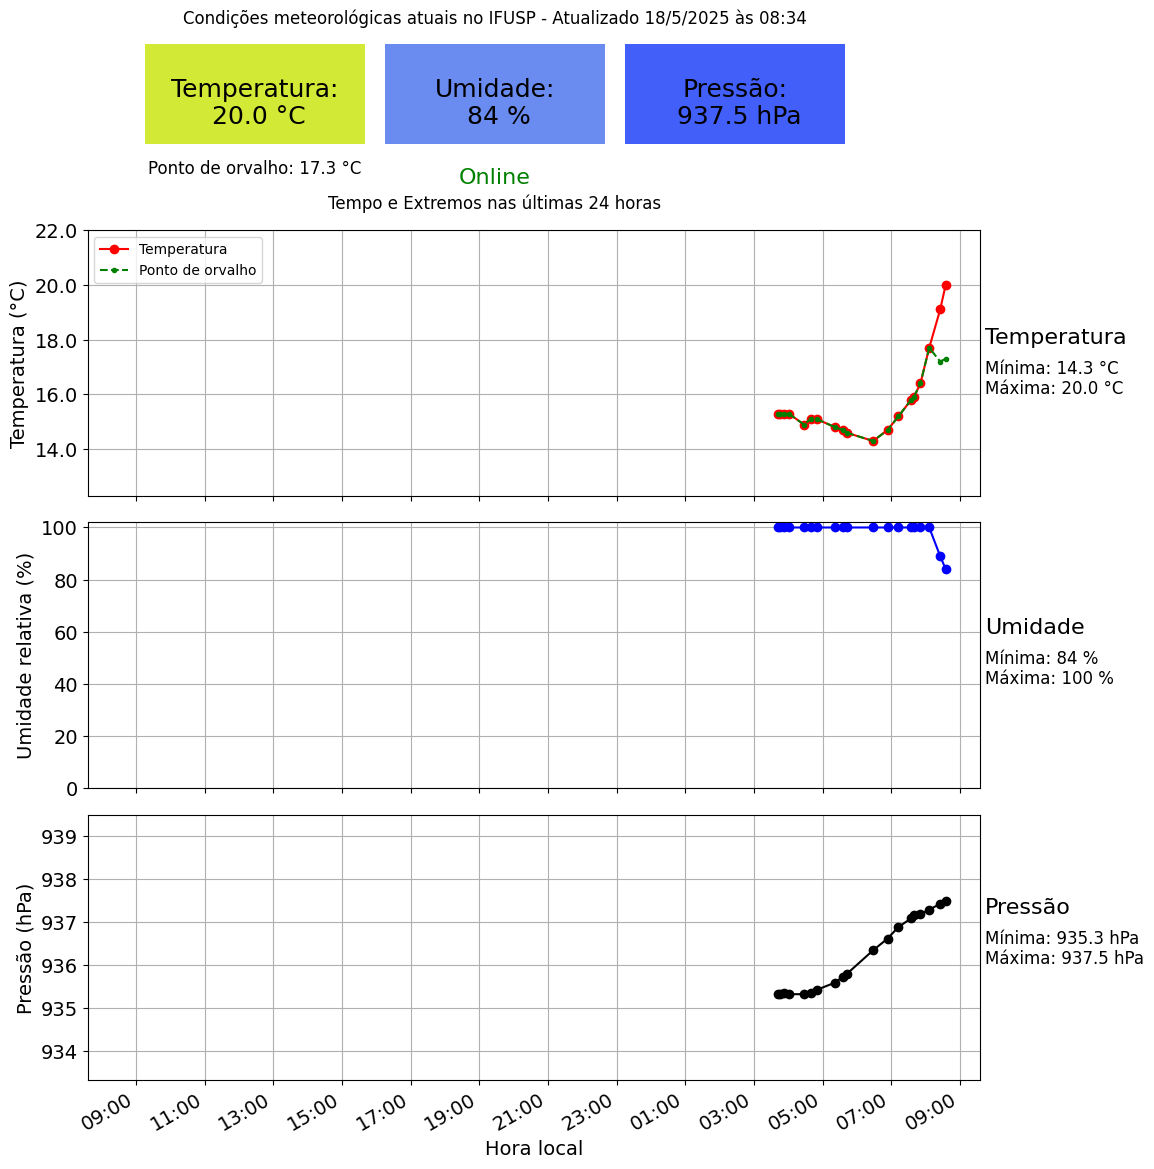 Condições meteorológicas atuais no IFUSP - Atualizado 18/5/2025 às 08:34
Temperatura:
20.0 °C
Umidade:
84 %
Pressão:
937.5 hPa
Ponto de orvalho: 17.3 °C
Online
Tempo e Extremos nas últimas 24 horas
Temperatura (°C)
22.0
20.0
18.0
16.0
14.0
Temperatura
Ponto de orvalho
Temperatura
Mínima: 14.3 °C
Máxima: 20.0 °C
Umidade relativa (%)
100
80
60
40
20
0
Umidade
Mínima: 84 %
Máxima: 100 %
Pressão (hPa)
939
938
937
936
935
934
Pressão
Mínima: 935.3 hPa
Máxima: 937.5 hPa
09:00 11:00 13:00 15:00 17:00 19:00 21:00 23:00 01:00 03:00 05:00 07:00 09:00
Hora local